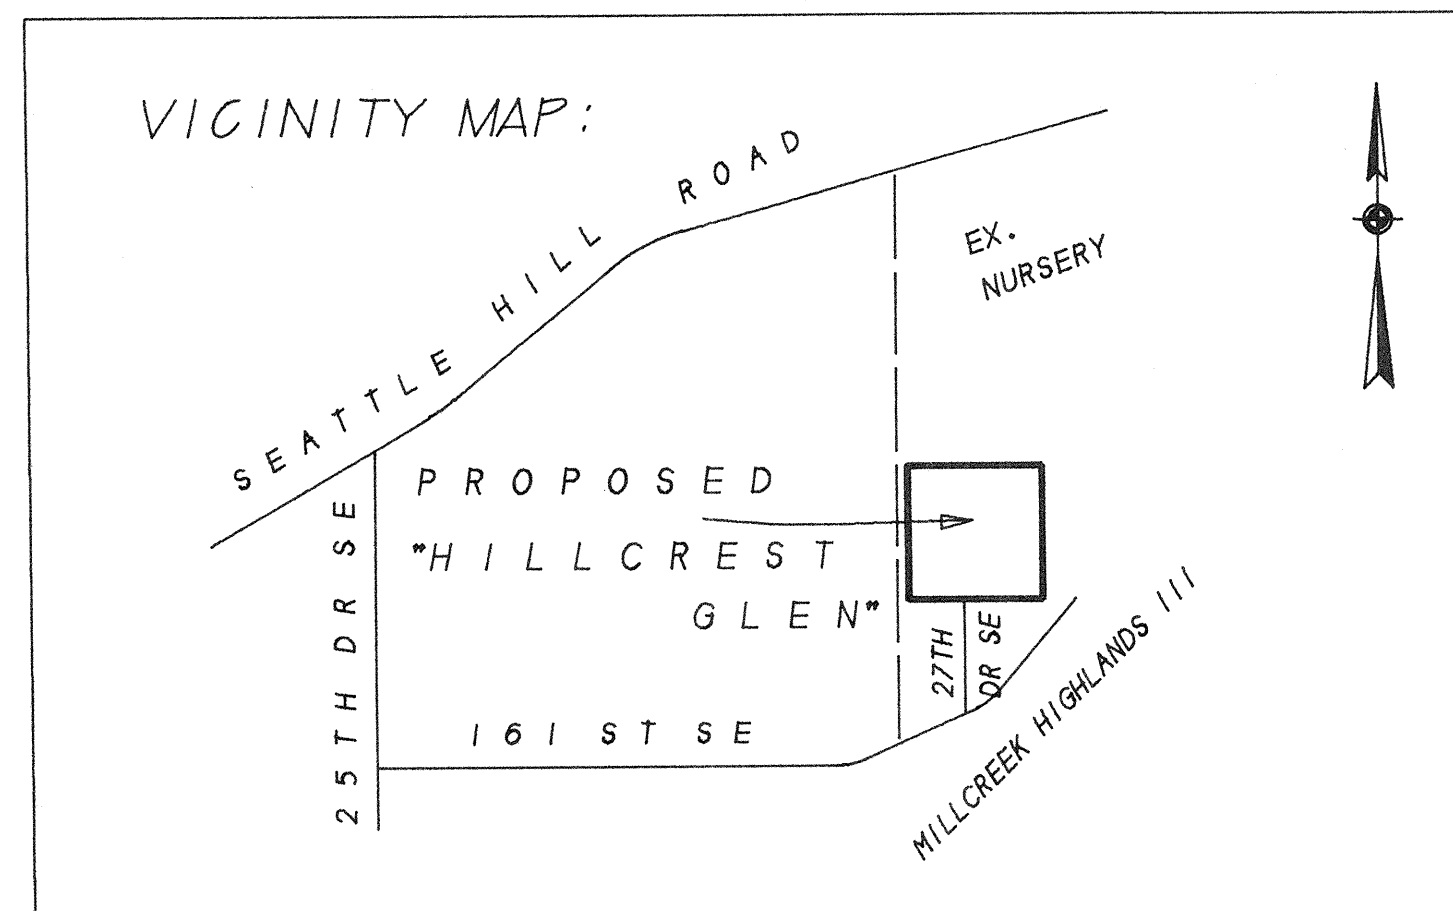 VICINITY MAP:
SEATTLE HILL ROAD
EX.
NURSERY
PROPOSED
"HILLCREST
GLEN"
25TH DR SE
27TH
DR SE
161 ST SE
MILLCREEK HIGHLANDS III